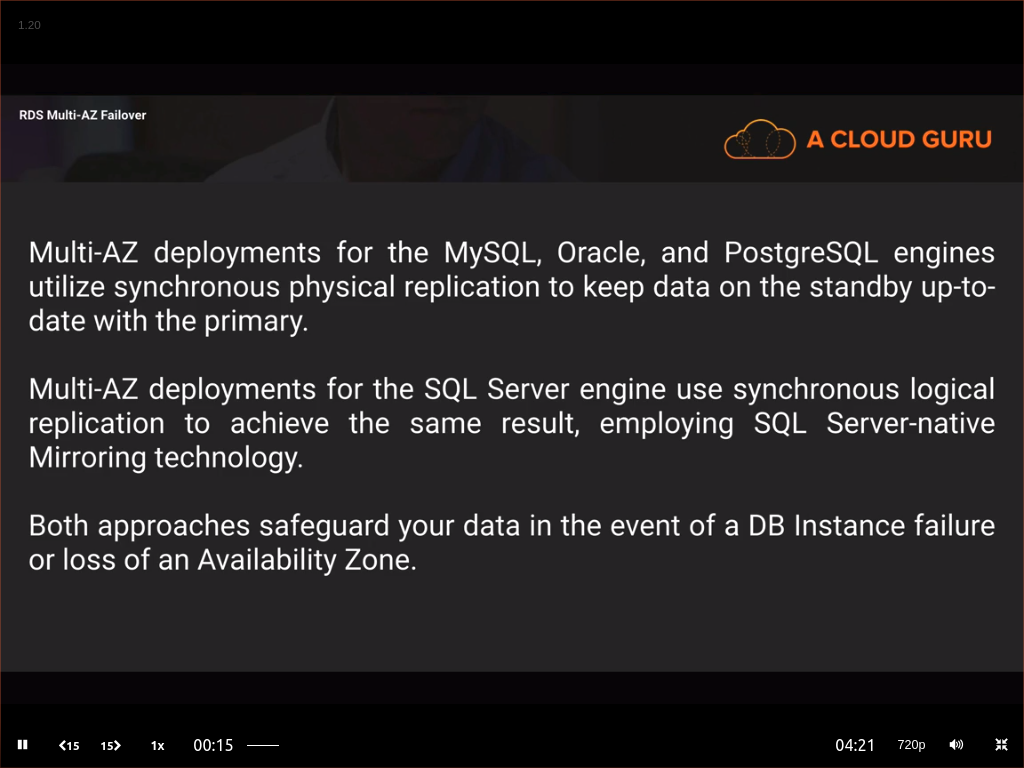 1.20
RDS Multi-AZ Failover
A CLOUD GURU
Multi-AZ deployments for the MySQL, Oracle, and PostgreSQL engines
utilize synchronous physical replication to keep data on the standby up-to-
date with the primary.
Multi-AZ deployments for the SQL Server engine use synchronous logical
replication to achieve the same result, employing SQL Server-native
Mirroring technology.
Both approaches safeguard your data in the event of a DB Instance failure
or loss of an Availability Zone.
15 15 1x 00:15 04:21 720p